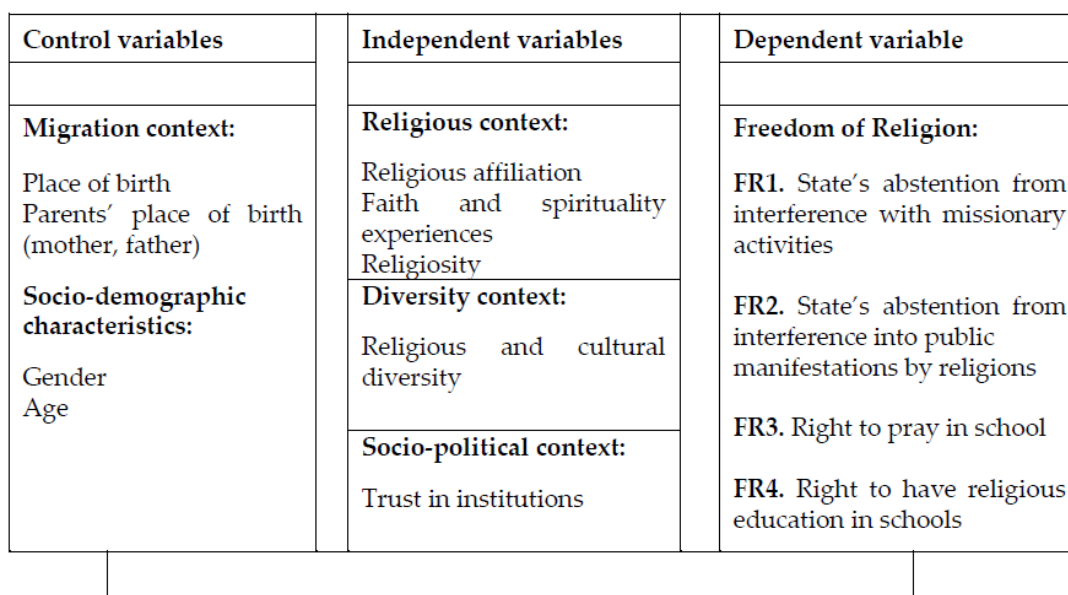 Control variables
Migration context:
Place of birth
Parents’ place of birth
(mother, father)
Socio-demographic
characteristics:
Gender
Age
Independent variables
Religious context:
Religious affiliation
Faith and spirituality
experiences
Religiosity
Diversity context:
Religious and cultural
diversity
Socio-political context:
Trust in institutions
Dependent variable
Freedom of Religion:
FR1. State’s abstention from
interference with missionary
activities
FR2. State’s abstention from
interference into public
manifestations by religions
FR3. Right to pray in school
FR4. Right to have religious
education in schools